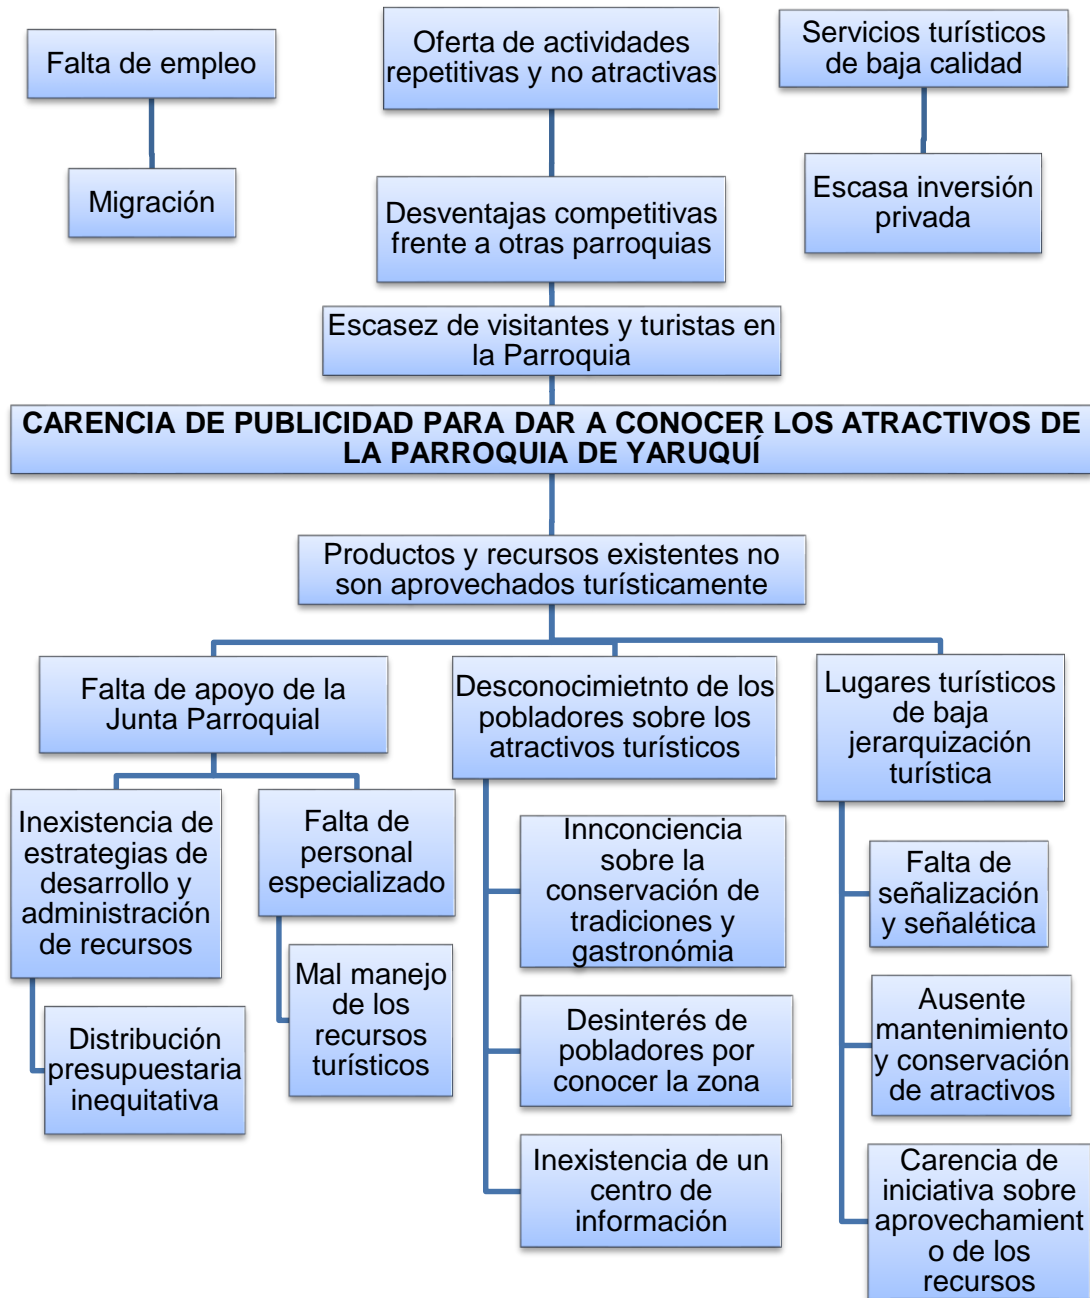 Falta de empleo
Migración
Oferta de actividades
repetitivas y no atractivas
Desventajas competitivas
frente a otras parroquias
Servicios turísticos
de baja calidad
Escasa inversión
privada
Escasez de visitantes y turistas en
la Parroquia
CARENCIA DE PUBLICIDAD PARA DAR A CONOCER LOS ATRACTIVOS DE
LA PARROQUIA DE YARUQUÍ
Productos y recursos existentes no
son aprovechados turísticamente
Falta de apoyo de la
Junta Parroquial
Inexistencia de
estrategias de
desarrollo y
administración
de recursos
Distribución
presupuestaria
inequitativa
Falta de
personal
especializado
Mal manejo
de los
recursos
turísticos
Desconocimietnto de los
pobladores sobre los
atractivos turísticos
Innconciencia
sobre la
conservación de
tradiciones y
gastronómia
Desinterés de
pobladores por
conocer la zona
Inexistencia de un
centro de
información
Lugares turísticos
de baja
jerarquización
turística
Falta de
señalización
y señalética
Ausente
mantenimiento
y conservación
de atractivos
Carencia de
iniciativa sobre
aprovechamient
o de los
recursos